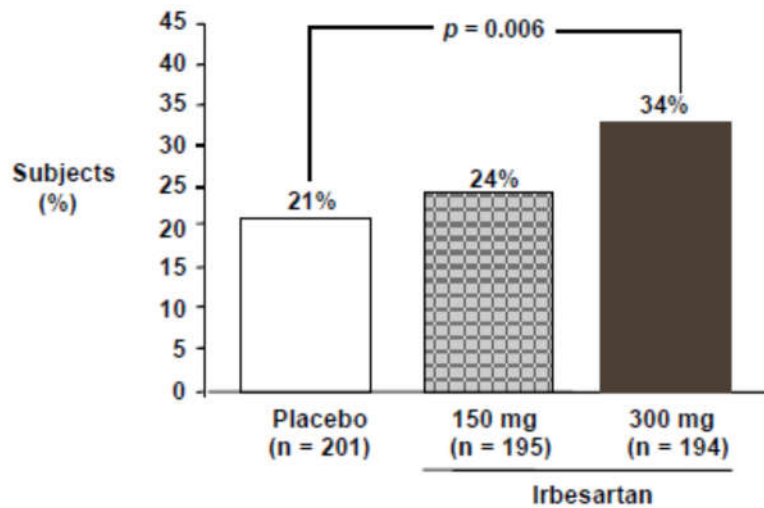 45
40
35
30
25
20
15
10
5
0
Subjects
(%)
p = 0.006
21%
24%
34%
Placebo
(n = 201)
150 mg
(n = 195)
300 mg
(n = 194)
Irbesartan